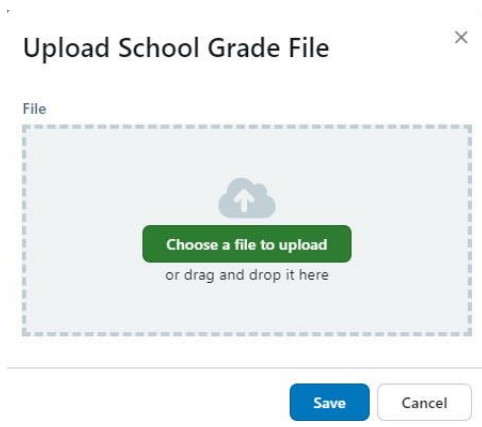 Upload School Grade File
File
Choose a file to upload
or drag and drop it here
Save Cancel